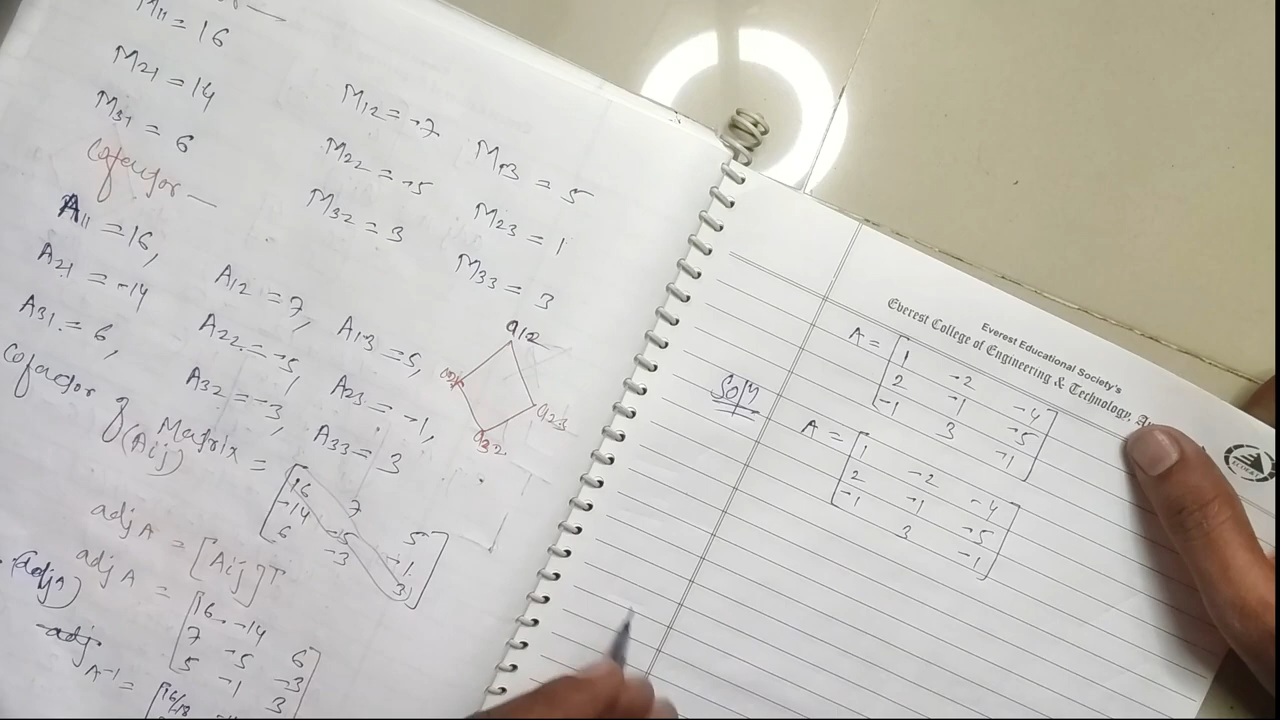 M11 = 16
M21 = 14
M31 = 6
M12 = -7
M22 = -5
M32 = 3
M13 = 5
M23 = 1
M33 = 3
Cofactor —
A11 = 16, A12 = 7, A13 = 5,
A21 = -14 A22 = -5, A23 = -1,
A31 = 6, A32 = -3, A33 = 3
a12
a23
a32
Cofactor of Matrix =
(Aij)
16 7 5
-14 -5 -1
6 -3 3
adj A = [Aij]T
adj A =
16 -14 6
7 -5 -3
5 -1 3
(adjA)
adj
A-1 =
16/18
Everest Educational Society's
Everest College of Engineering & Technology,
A =
1 -2 -4
2 -1 -5
-1 3 -1
Soln
A =
1 -2 -4
2 -1 -5
-1 3 -1